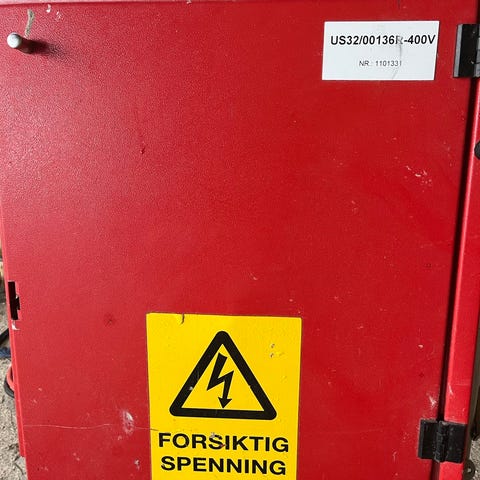 US32/00136R-400V
NR.: 1101331
FORSIKTIG
SPENNING